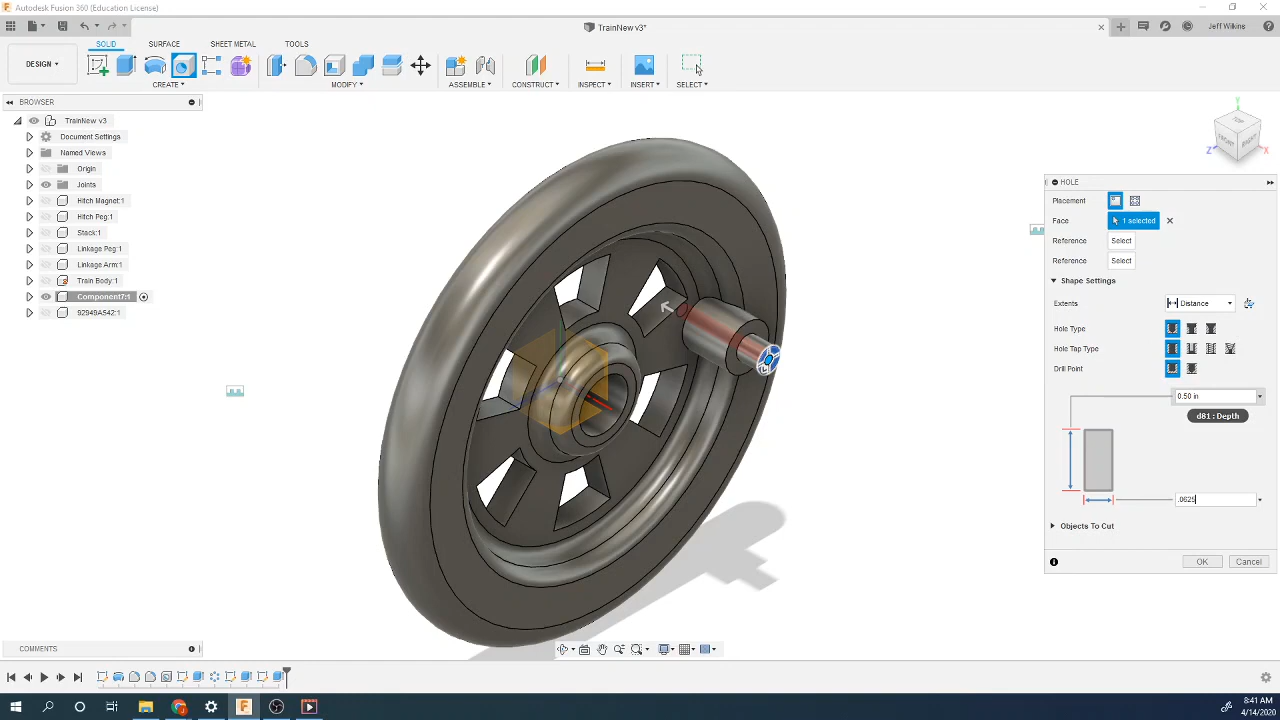 Autodesk Fusion 360 (Education License)
TrainNew v3*
Jeff Wilkins
SOLID SURFACE SHEET METAL TOOLS
DESIGN
CREATE MODIFY ASSEMBLE CONSTRUCT INSPECT INSERT SELECT
BROWSER
TrainNew v3
Document Settings
Named Views
Origin
Joints
Hitch Magnet:1
Hitch Peg:1
Stack:1
Linkage Peg:1
Linkage Arm:1
Train Body:1
Component7:1
92949A542:1
Y
TOP
FRONT
RIGHT
Z
X
HOLE
Placement
Face 1 selected
Reference Select
Reference Select
Shape Settings
Extents Distance
Hole Type
Hole Tap Type
Drill Point
0.50 in
d81 : Depth
.0625
Objects To Cut
OK Cancel
COMMENTS
8:41 AM
4/14/2020